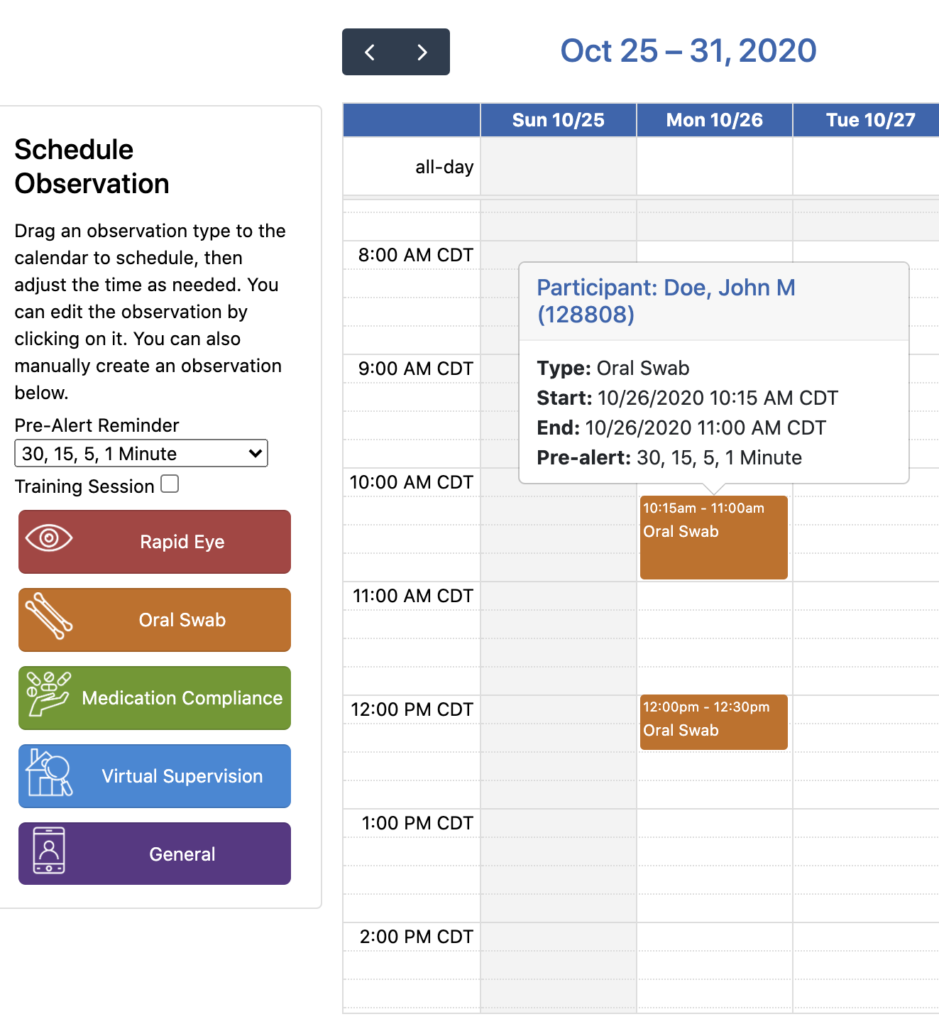 Oct 25 – 31, 2020
Schedule
Observation
Drag an observation type to the
calendar to schedule, then
adjust the time as needed. You
can edit the observation by
clicking on it. You can also
manually create an observation
below.
Pre-Alert Reminder
30, 15, 5, 1 Minute
Training Session
Rapid Eye
Oral Swab
Medication Compliance
Virtual Supervision
General
Sun 10/25
Mon 10/26
Tue 10/27
all-day
8:00 AM CDT
9:00 AM CDT
10:00 AM CDT
11:00 AM CDT
12:00 PM CDT
1:00 PM CDT
2:00 PM CDT
Participant: Doe, John M
(128808)
Type: Oral Swab
Start: 10/26/2020 10:15 AM CDT
End: 10/26/2020 11:00 AM CDT
Pre-alert: 30, 15, 5, 1 Minute
10:15am - 11:00am
Oral Swab
12:00pm - 12:30pm
Oral Swab